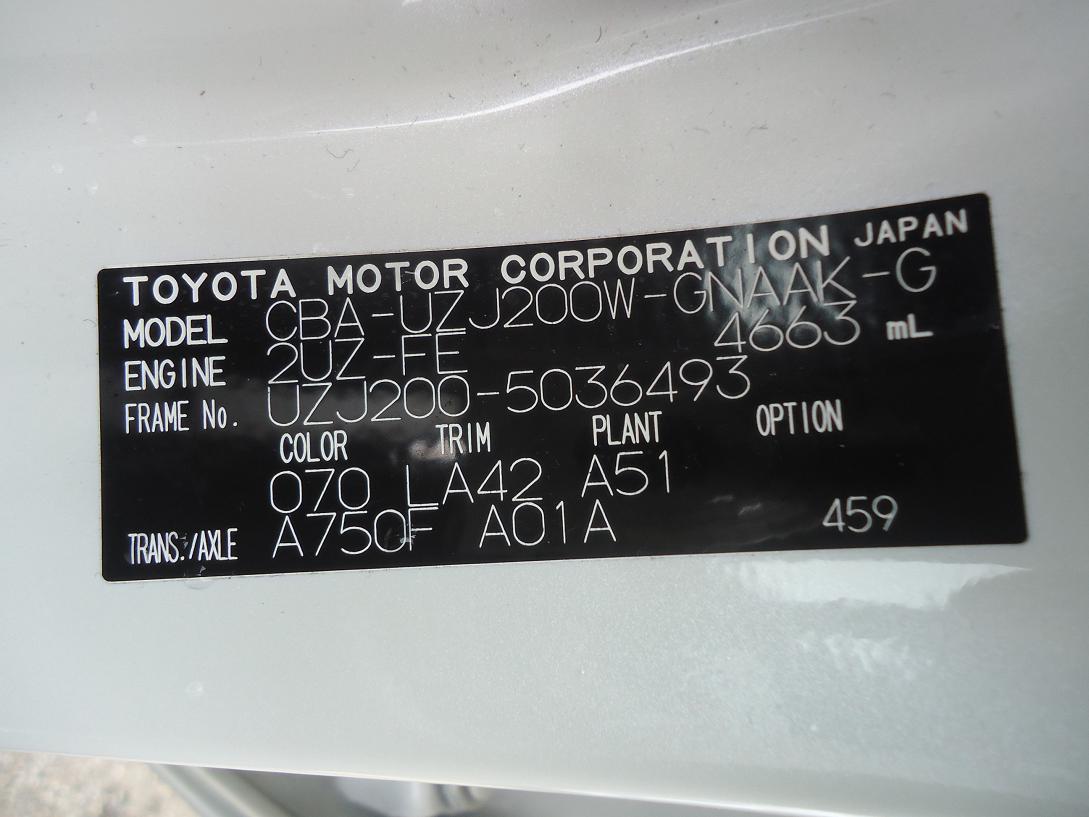 TOYOTA MOTOR CORPORATION JAPAN
MODEL CBA-UZJ200W-GNAAK-G
ENGINE 2UZ-FE 4663 mL
FRAME No. UZJ200-5036493
COLOR TRIM PLANT OPTION
070 LA42 A51
TRANS./AXLE A750F A01A 459